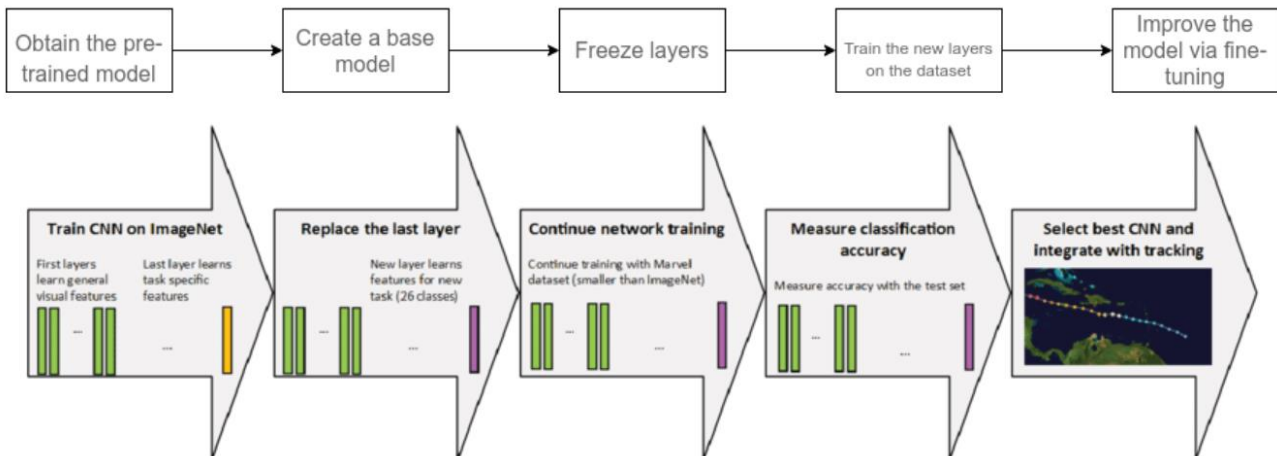 Obtain the pre-
trained model
Create a base
model
Freeze layers
Train the new layers
on the dataset
Improve the
model via fine-
tuning
Train CNN on ImageNet
First layers
learn general
visual features
Last layer learns
task specific
features
...
...
Replace the last layer
New layer learns
features for new
task (26 classes)
...
...
Continue network training
Continue training with Marvell
dataset (smaller than ImageNet)
...
...
Measure classification
accuracy
Measure accuracy with the test set
...
...
Select best CNN and
integrate with tracking